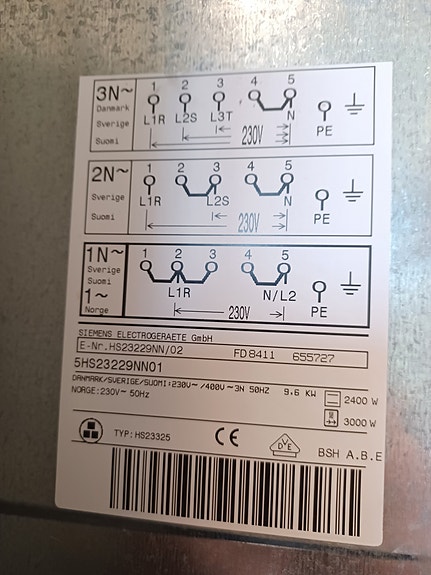 3N~ 1 2 3 4 5
Danmark
Sverige
Suomi
L1R L2S L3T N PE
230V
2N~ 1 2 3 4 5
Sverige
Suomi
L1R L2S N PE
230V
1N~ 1 2 3 4 5
Sverige
Suomi
1~
Norge
L1R N/L2 PE
230V
SIEMENS ELECTROGERAETE GmbH
E-Nr.HS23229NN/02 FD8411 655727
5HS23229NN01
DANMARK/SVERIGE/SUOMI:230V~/400V~3N 50HZ 9,6 KW 2400 W
NORGE:230V~ 50Hz 3000 W
TYP:HS23325 CE DVE BSH A.B.E